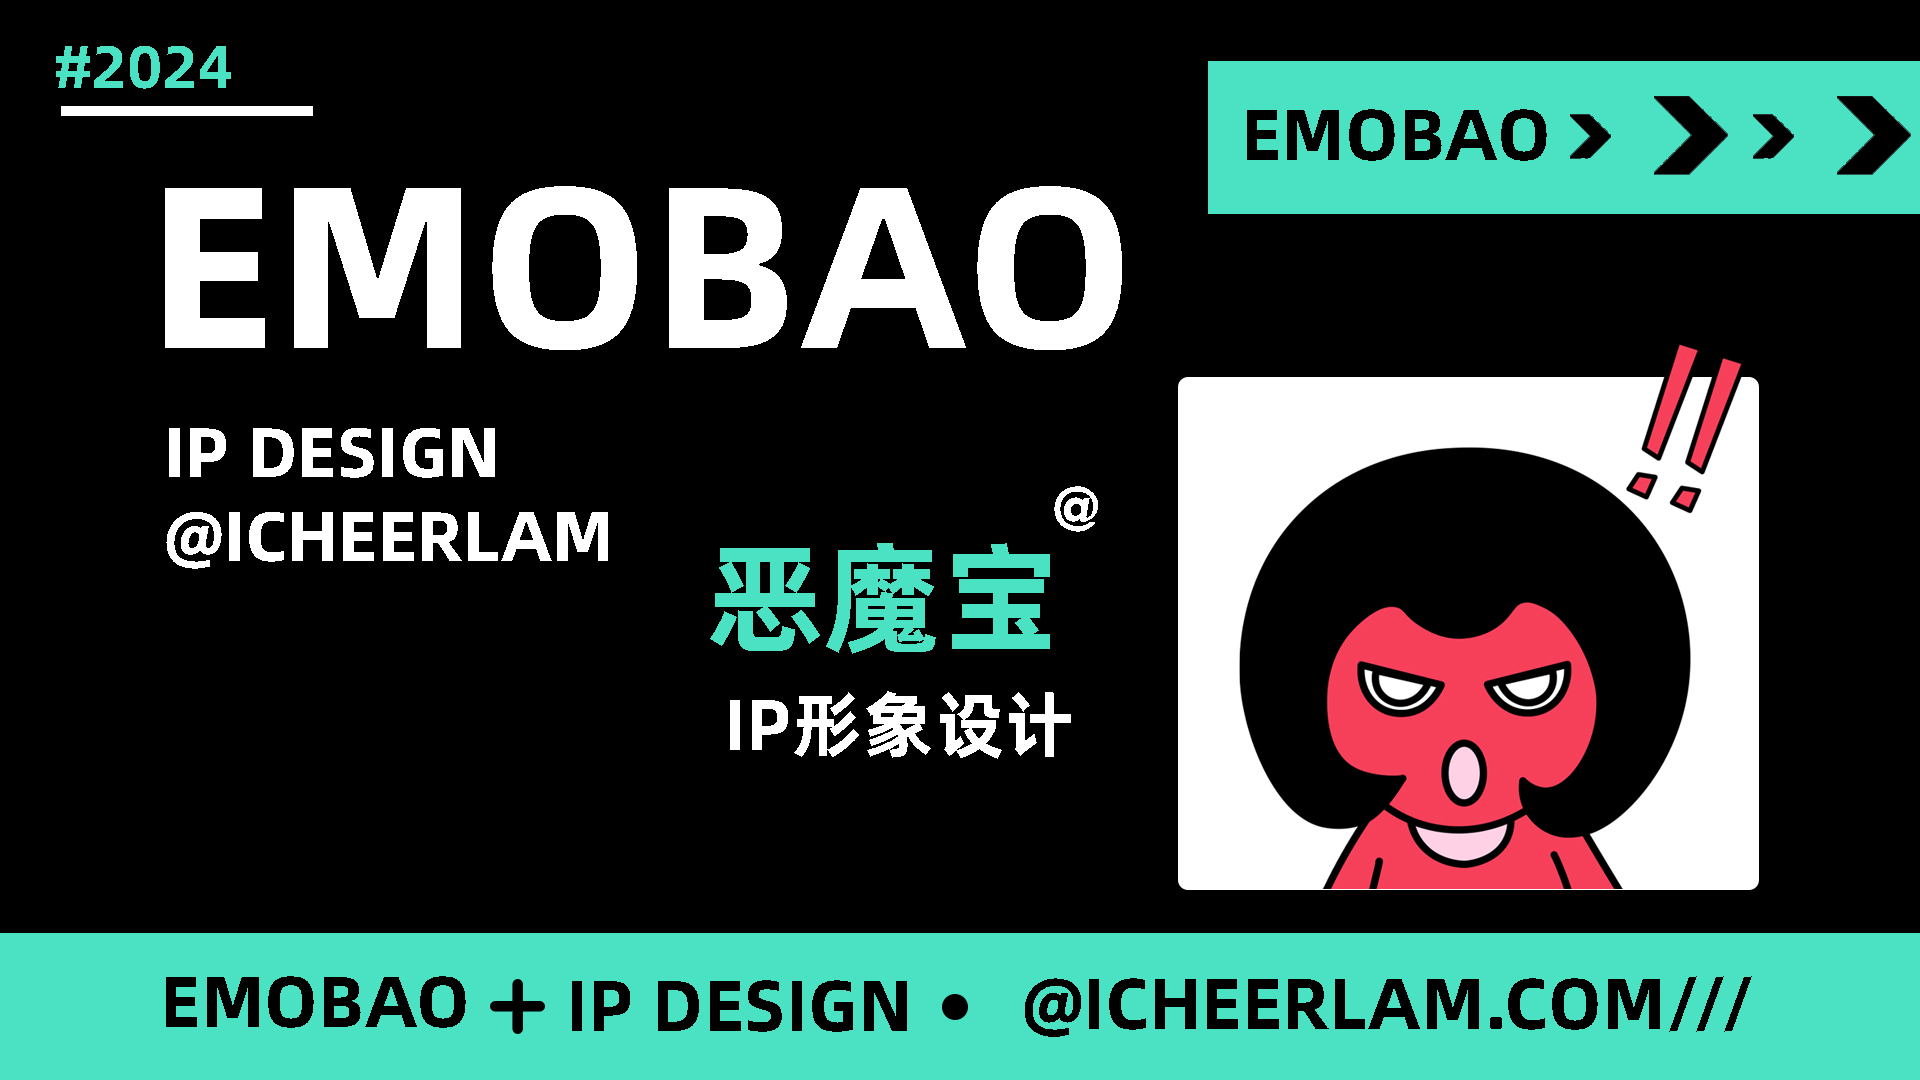 #2024
EMOBAO
EMOBAO
IP DESIGN
@ICHEERLAM
@
恶魔宝
IP形象设计
!!
EMOBAO + IP DESIGN • @ICHEERLAM.COM///